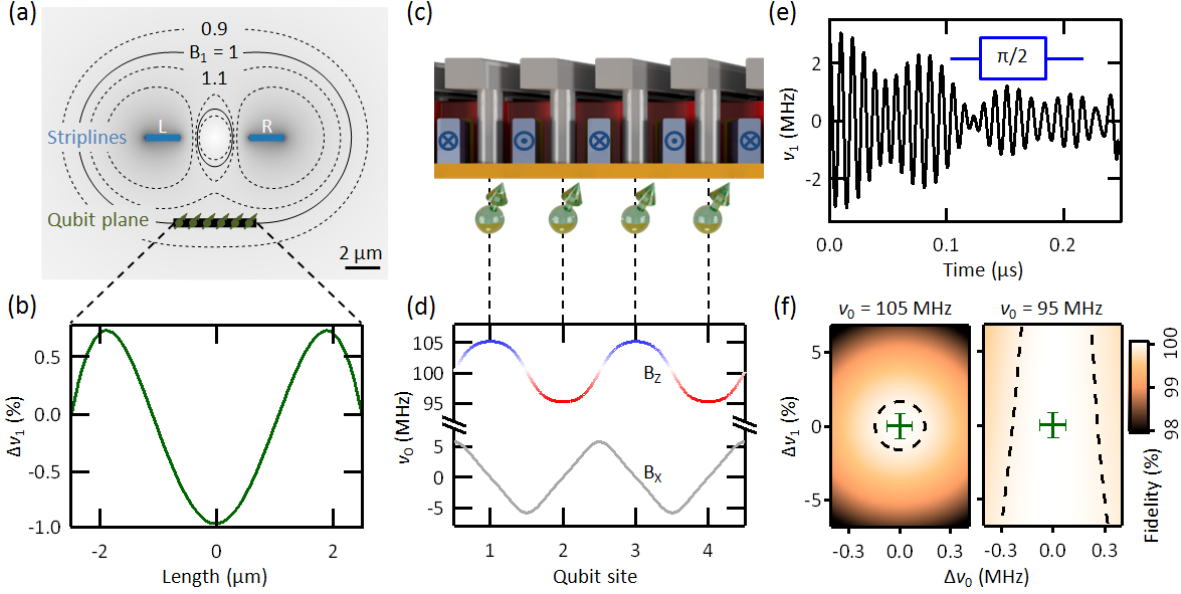 (a)
0.9
B₁ = 1
1.1
L
R
Striplines
Qubit plane
2 µm
(b)
0.5
0.0
-0.5
-1.0
Δν₁ (%)
-2
0
2
Length (µm)
(c)
(d)
105
100
95
5
0
-5
ν₀ (MHz)
B_Z
B_X
1
2
3
4
Qubit site
(e)
π/2
2
0
-2
ν₁ (MHz)
0.0
0.1
0.2
Time (µs)
(f)
ν₀ = 105 MHz
ν₀ = 95 MHz
5
0
-5
Δν₁ (%)
-0.3
0.0
0.3
-0.3
0.0
0.3
Δν₀ (MHz)
100
99
98
Fidelity (%)